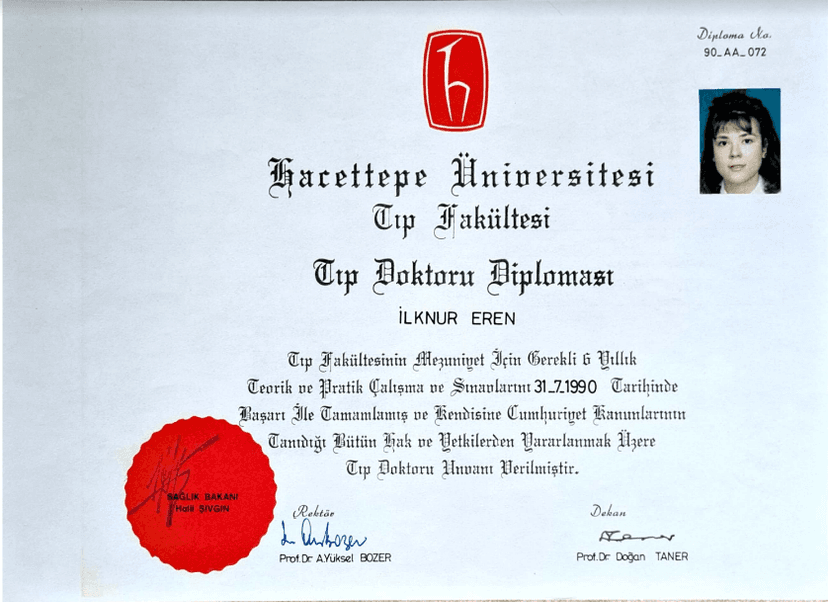 Diploma No.
90_AA_072
h
Hacettepe Üniversitesi
Tıp Fakültesi
Tıp Doktoru Diploması
İLKNUR EREN
Tıp Fakültesinin Mezuniyet İçin Gerekli 6 Yıllık
Teorik ve Pratik Çalışma ve Sınavlarını 31_7_1990 Tarihinde
Başarı İle Tamamlamış ve Kendisine Cumhuriyet Kanunlarının
Tanıdığı Bütün Hak ve Yetkilerden Yararlanmak Üzere
Tıp Doktoru Unvanı Verilmiştir.
SAĞLIK BAKANI
Halil ŞIVGIN
Rektör
Prof.Dr A.Yüksel BOZER
Dekan
Prof.Dr Doğan TANER